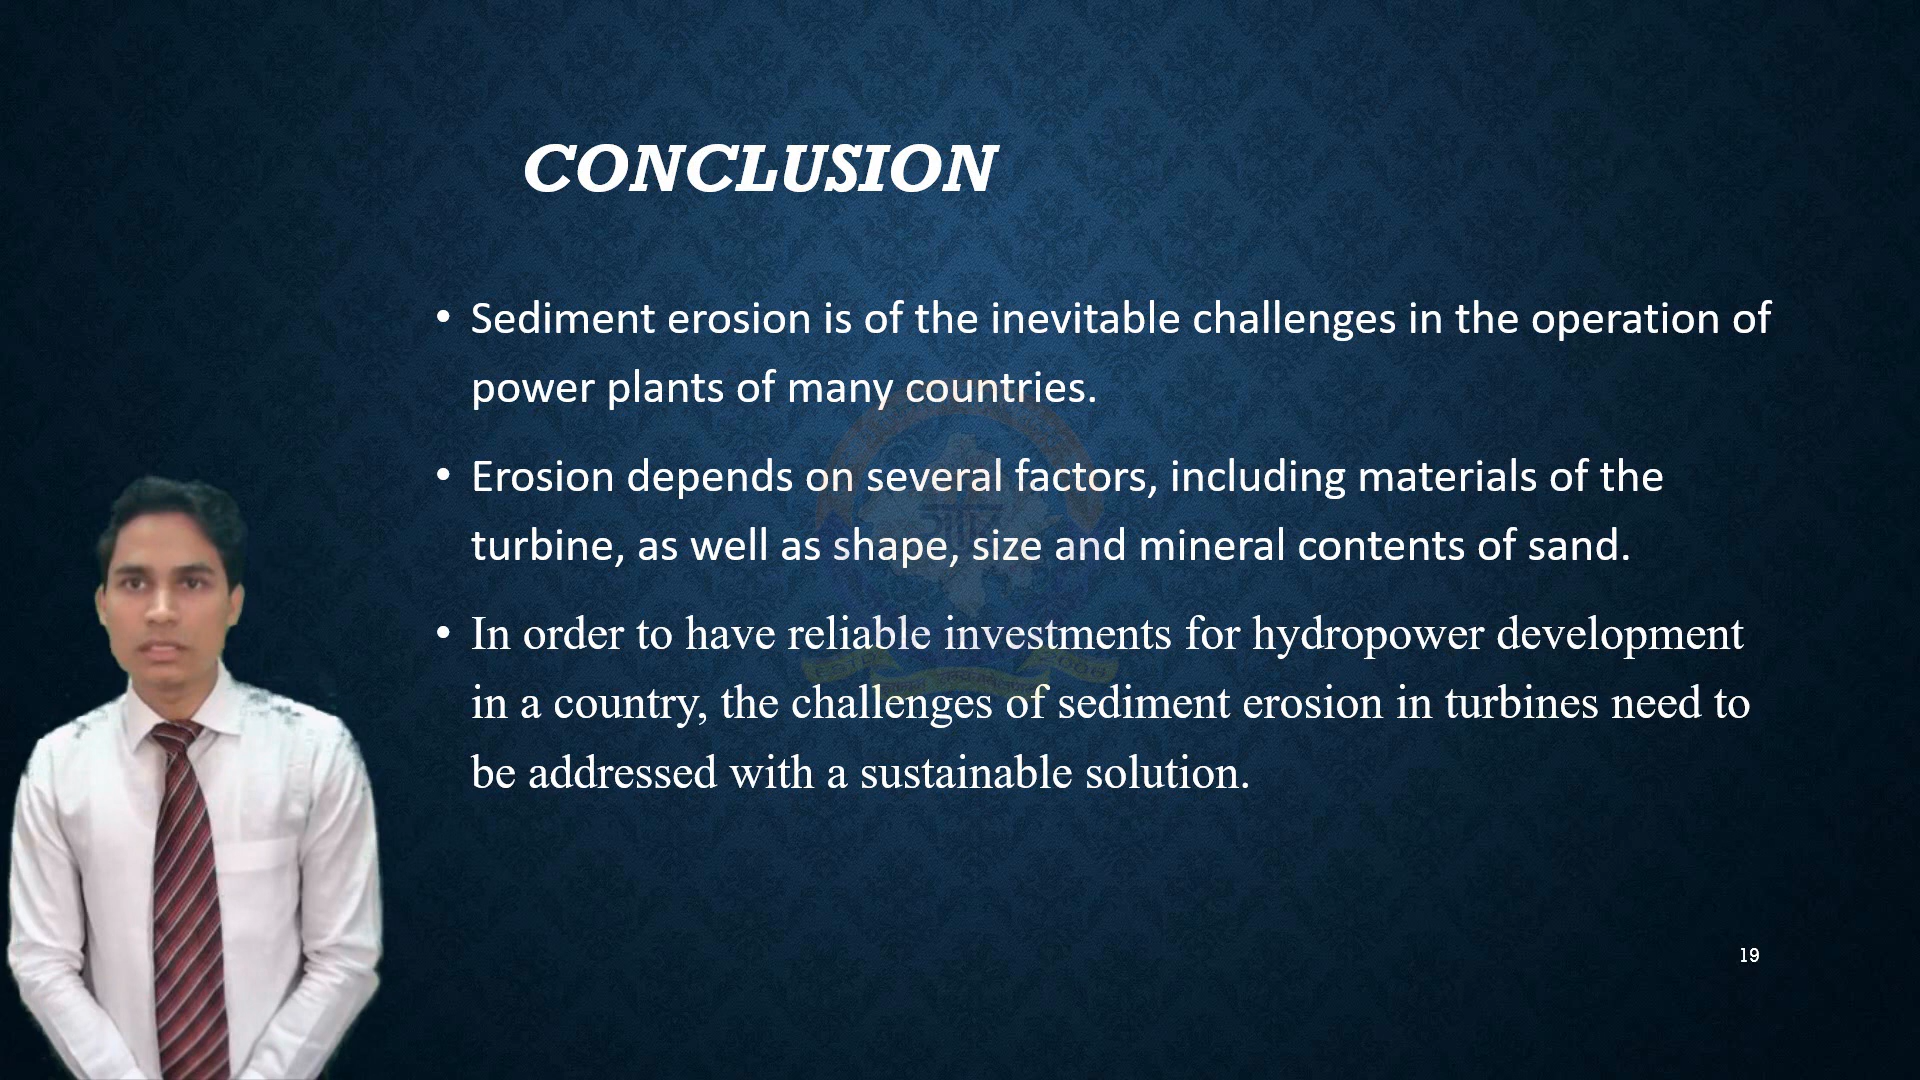 CONCLUSION
• Sediment erosion is of the inevitable challenges in the operation of
power plants of many countries.
• Erosion depends on several factors, including materials of the
turbine, as well as shape, size and mineral contents of sand.
• In order to have reliable investments for hydropower development
in a country, the challenges of sediment erosion in turbines need to
be addressed with a sustainable solution.
19